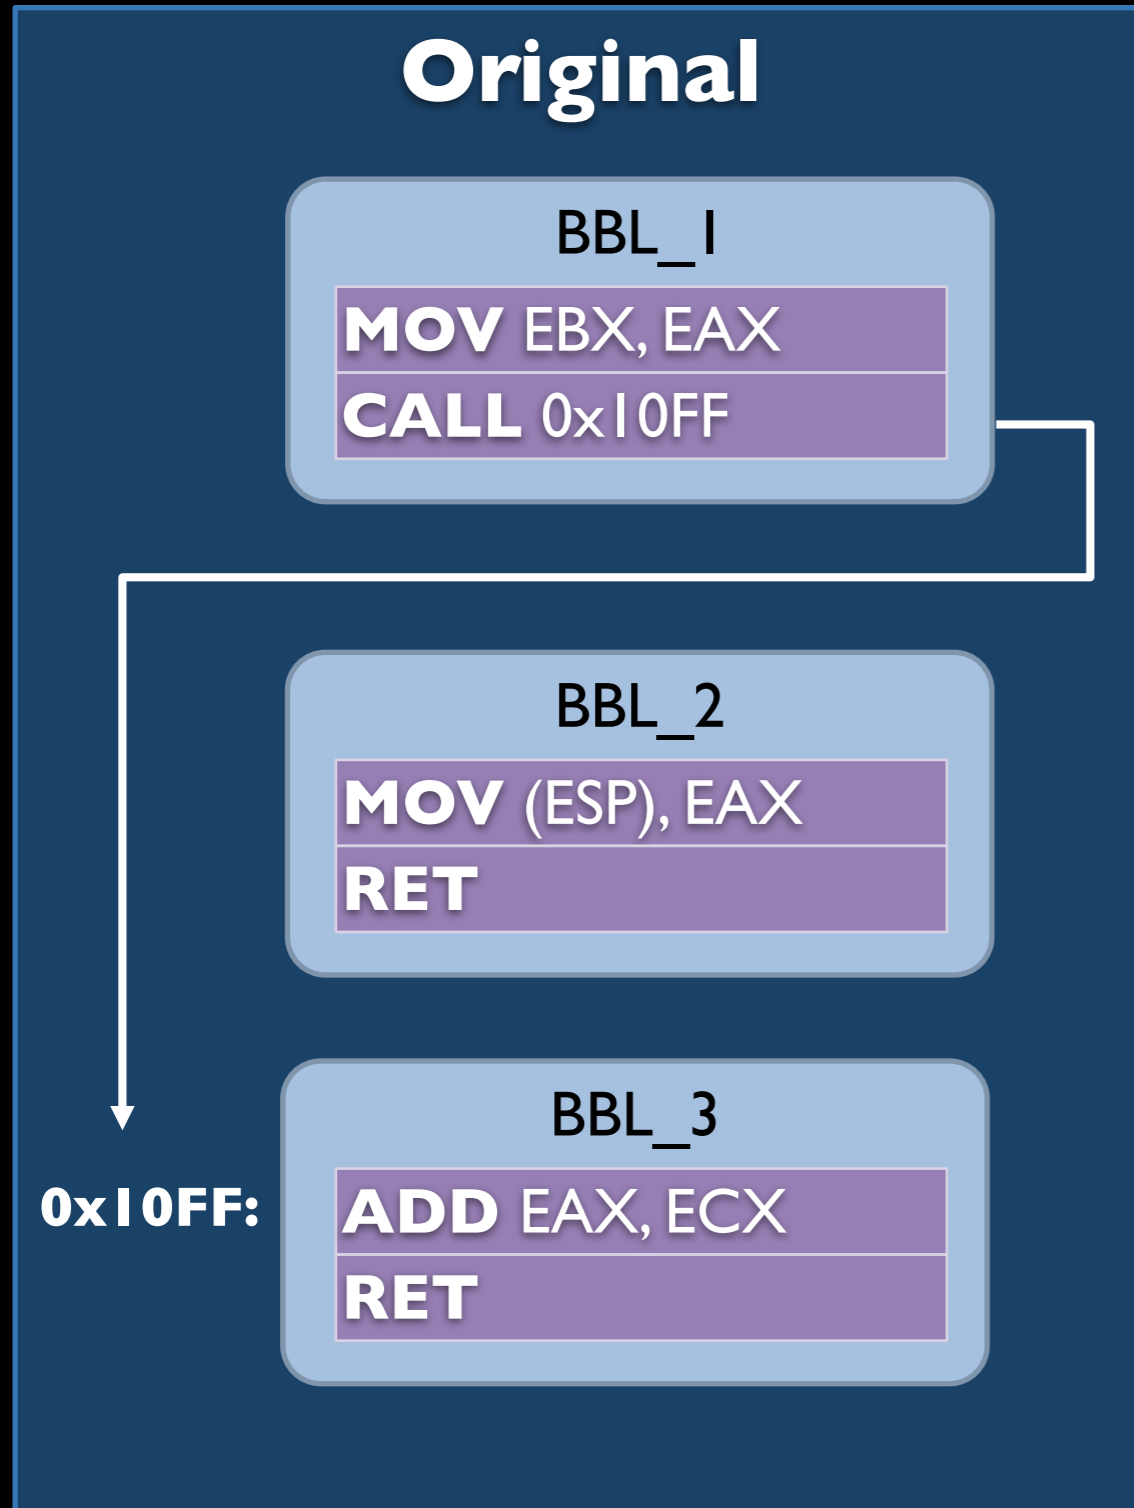 Original
BBL_1
MOV EBX, EAX
CALL 0x10FF
BBL_2
MOV (ESP), EAX
RET
BBL_3
0x10FF:
ADD EAX, ECX
RET